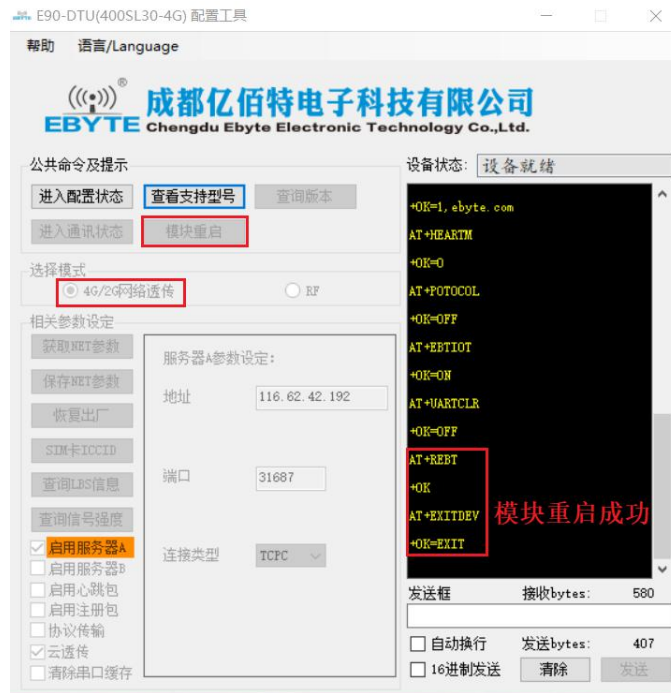 E90-DTU(400SL30-4G) 配置工具
帮助 语言/Language
EBYTE ®
成都亿佰特电子科技有限公司
Chengdu Ebyte Electronic Technology Co.,Ltd.
公共命令及提示
进入配置状态 查看支持型号 查询版本
进入通讯状态 模块重启
选择模式
4G/2G网络透传 RF
相关参数设定
获取NET参数
保存NET参数
恢复出厂
SIM卡ICCID
查询LBS信息
查询信号强度
启用服务器A
启用服务器B
启用心跳包
启用注册包
协议传输
云透传
清除串口缓存
服务器A参数设定:
地址 116.62.42.192
端口 31687
连接类型 TCPC
设备状态: 设备就绪
+OK=1,ebyte.com
AT+HEARTM
+OK=0
AT+POTOCOL
+OK=OFF
AT+EBTIOT
+OK=ON
AT+UARTCLR
+OK=OFF
AT+REBT
+OK
AT+EXITDEV
+OK=EXIT
模块重启成功
发送框 接收bytes: 580
自动换行 发送bytes: 407
16进制发送 清除 发送